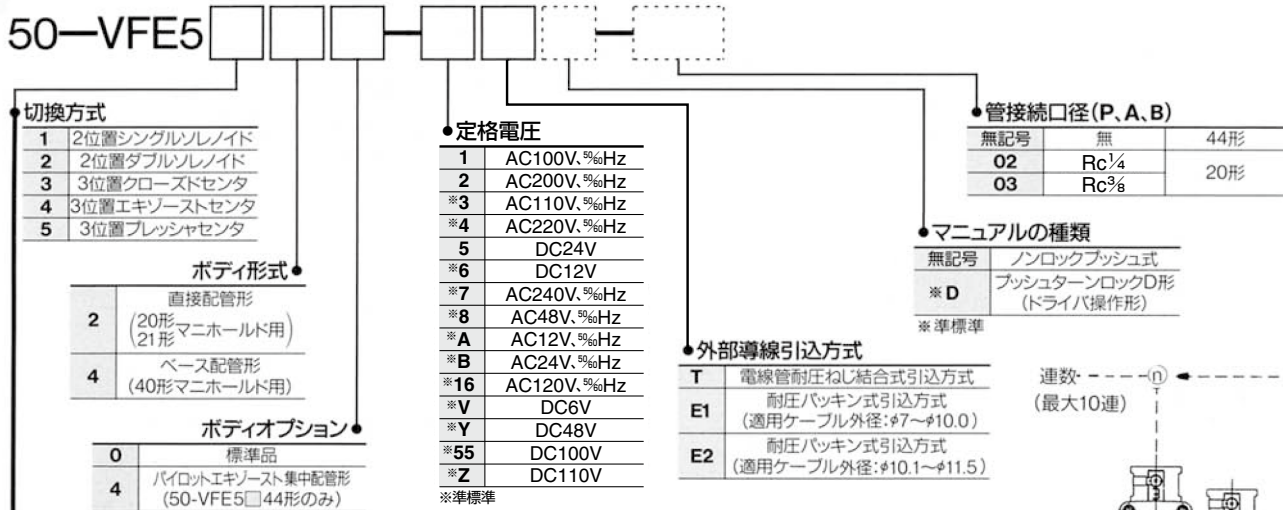 50-VFE5
切換方式
1 2位置シングルソレノイド
2 2位置ダブルソレノイド
3 3位置クローズドセンタ
4 3位置エキゾーストセンタ
5 3位置プレッシャセンタ
ボディ形式
2 直接配管形
(20形 21形 マニホールド用)
4 ベース配管形
(40形マニホールド用)
ボディオプション
0 標準品
4 パイロットエキゾースト集中配管形
(50-VFE5□44形のみ)
定格電圧
1 AC100V、50/60Hz
2 AC200V、50/60Hz
※3 AC110V、50/60Hz
※4 AC220V、50/60Hz
5 DC24V
※6 DC12V
※7 AC240V、50/60Hz
※8 AC48V、50/60Hz
※A AC12V、50/60Hz
※B AC24V、50/60Hz
※16 AC120V、50/60Hz
※V DC6V
※Y DC48V
※55 DC100V
※Z DC110V
※準標準
外部導線引込方式
T 電線管耐圧ねじ結合式引込方式
E1 耐圧パッキン式引込方式
(適用ケーブル外径:φ7～φ10.0)
E2 耐圧パッキン式引込方式
(適用ケーブル外径:φ10.1～φ11.5)
マニュアルの種類
無記号 ノンロックプッシュ式
※D プッシュターンロックD形
(ドライバ操作形)
※準標準
管接続口径(P、A、B)
無記号 無 44形
02 Rc1/4 20形
03 Rc3/8
連数 n
(最大10連)